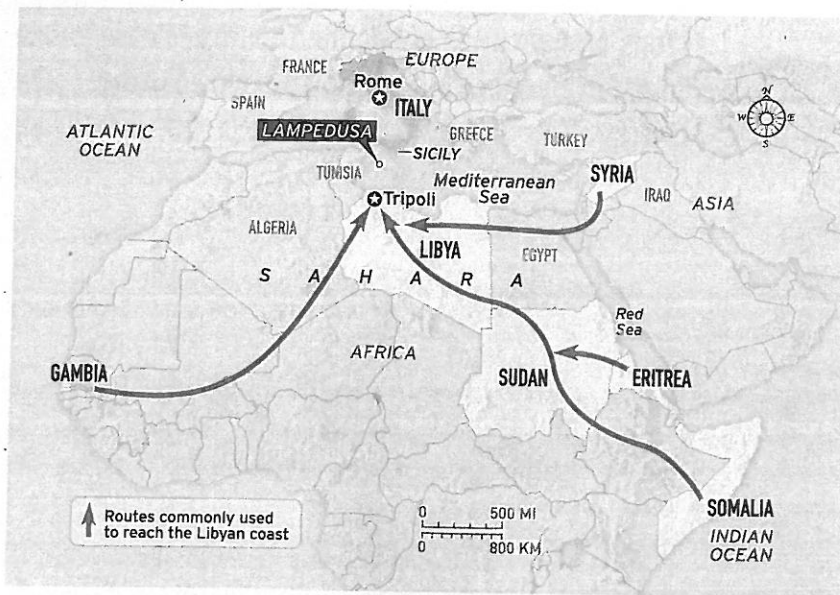 EUROPE
FRANCE
Rome
N
SPAIN
ITALY
W E
S
LAMPEDUSA
ATLANTIC
OCEAN
GREECE
TURKEY
SICILY
TUNISIA
SYRIA
Mediterranean
Sea
IRAQ
ASIA
Tripoli
ALGERIA
LIBYA
EGYPT
SAHARA
Red
Sea
AFRICA
GAMBIA
SUDAN
ERITREA
SOMALIA
Routes commonly used
to reach the Libyan coast
0 500 MI
0 800 KM
INDIAN
OCEAN